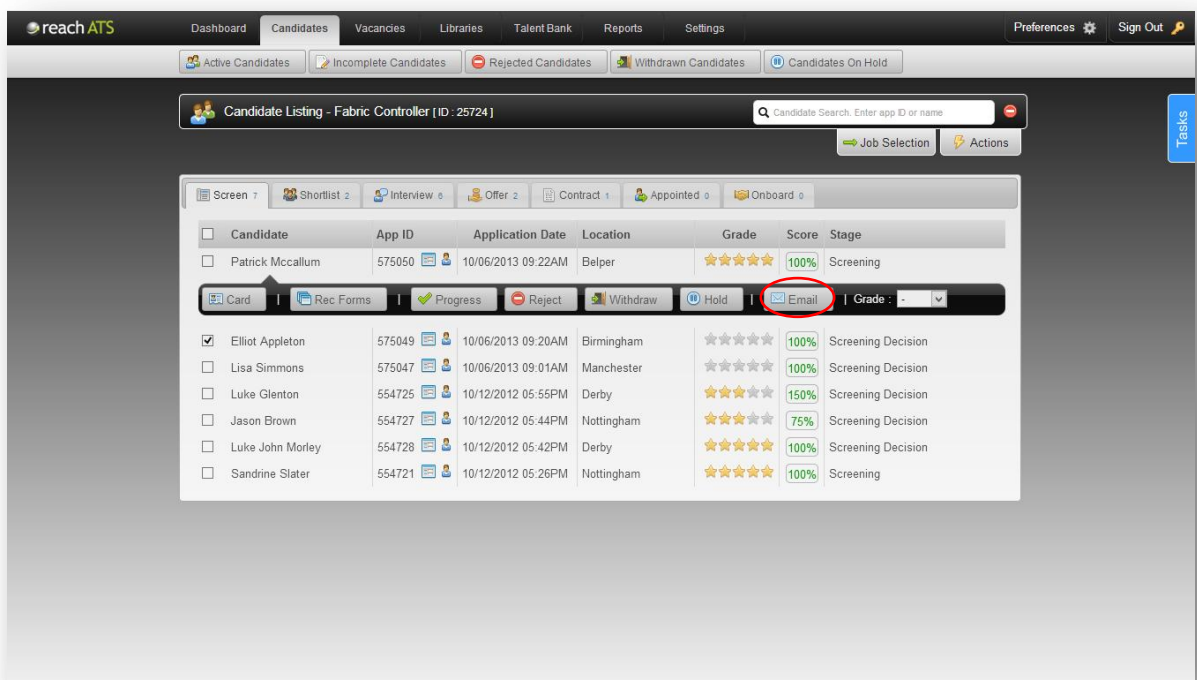 reach ATS Dashboard Candidates Vacancies Libraries Talent Bank Reports Settings Preferences Sign Out
Active Candidates Incomplete Candidates Rejected Candidates Withdrawn Candidates Candidates On Hold
Candidate Listing - Fabric Controller [ ID : 25724 ] Candidate Search. Enter app ID or name
Tasks
Job Selection Actions
Screen 7 Shortlist 2 Interview 6 Offer 2 Contract 1 Appointed 0 Onboard 0
Candidate App ID Application Date Location Grade Score Stage
Patrick Mccallum 575050 10/06/2013 09:22AM Belper 100% Screening
Card | Rec Forms | Progress Reject Withdraw Hold | Email | Grade : -
Elliot Appleton 575049 10/06/2013 09:20AM Birmingham 100% Screening Decision
Lisa Simmons 575047 10/06/2013 09:01AM Manchester 100% Screening Decision
Luke Glenton 554725 10/12/2012 05:55PM Derby 150% Screening Decision
Jason Brown 554727 10/12/2012 05:44PM Nottingham 75% Screening Decision
Luke John Morley 554728 10/12/2012 05:42PM Derby 100% Screening Decision
Sandrine Slater 554721 10/12/2012 05:26PM Nottingham 100% Screening